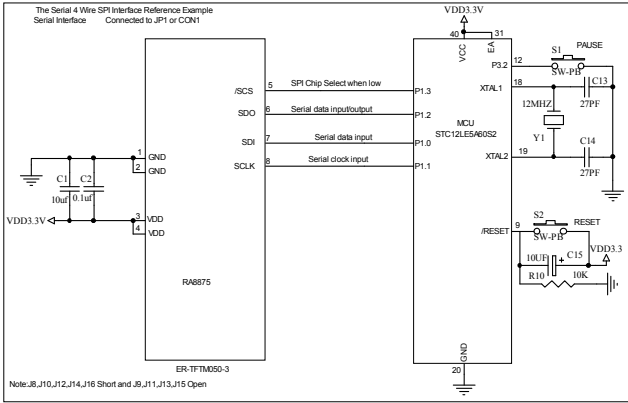 The Serial 4 Wire SPI Interface Reference Example
Serial Interface Connected to JP1 or CON1
VDD3.3V
40
31
VCC
EA
S1
PAUSE
P3.2
12
SW-PB
/SCS
5
SPI Chip Select when low
P1.3
XTAL1
18
C13
27PF
12MHZ
Y1
SDO
6
Serial data input/output
P1.2
MCU
STC12LE5A60S2
SDI
7
Serial data input
P1.0
C14
27PF
SCLK
8
Serial clock input
P1.1
XTAL2
19
1
GND
2
GND
C1
10uf
C2
0.1uf
VDD3.3V
3
VDD
4
VDD
S2
RESET
/RESET
9
SW-PB
VDD3.3
10UF
+
C15
R10
10K
RA8875
GND
20
ER-TFTM050-3
Note:J8,J10,J12,J14,J16 Short and J9,J11,J13,J15 Open